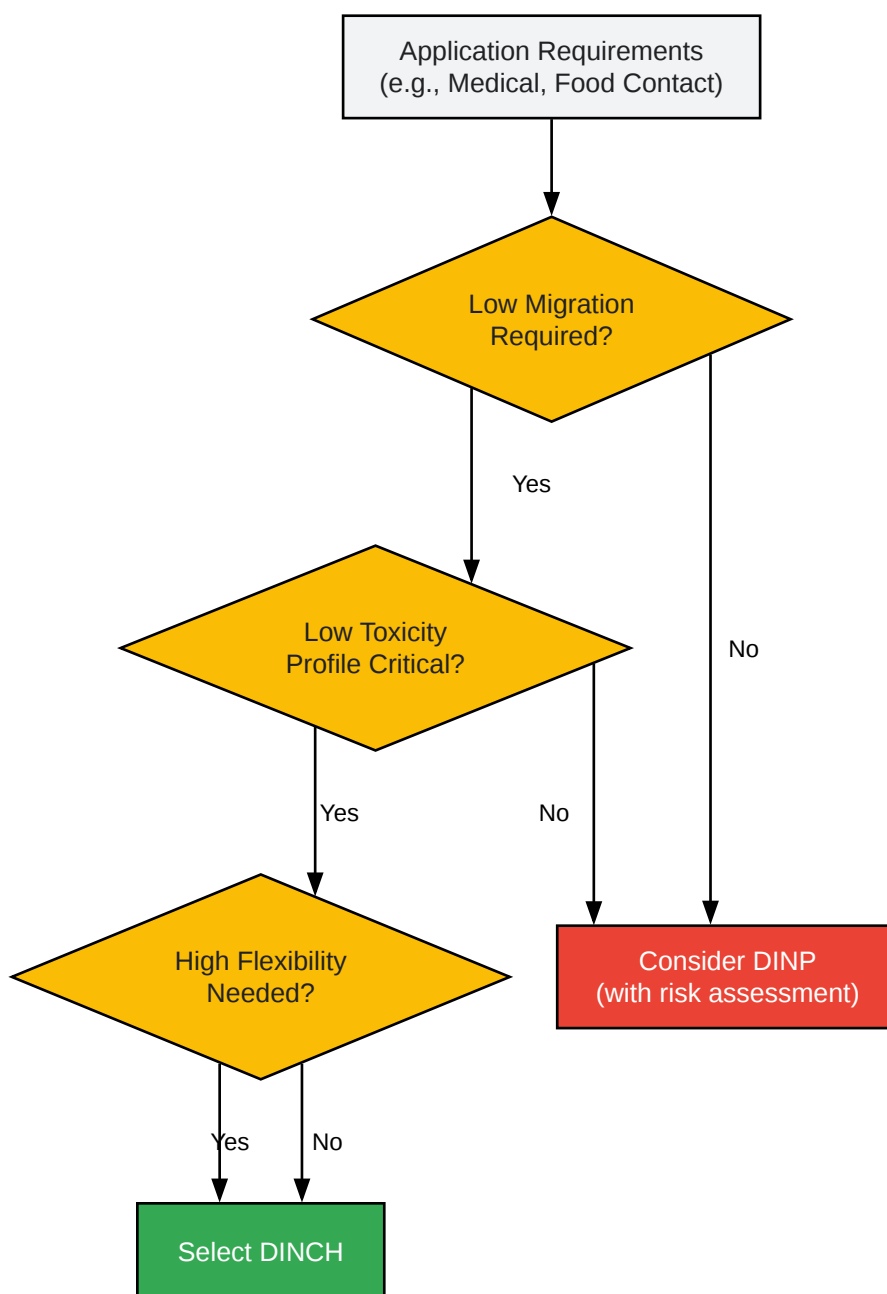 Application Requirements
(e.g., Medical, Food Contact)
Low Migration
Required?
Yes
No
Low Toxicity
Profile Critical?
Yes
No
High Flexibility
Needed?
Consider DINP
(with risk assessment)
Yes
No
Select DINCH